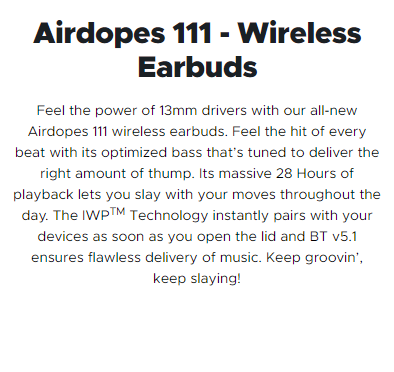 Airdopes 111 - Wireless
Earbuds
Feel the power of 13mm drivers with our all-new
Airdopes 111 wireless earbuds. Feel the hit of every
beat with its optimized bass that's tuned to deliver the
right amount of thump. Its massive 28 Hours of
playback lets you slay with your moves throughout the
day. The IWP™ Technology instantly pairs with your
devices as soon as you open the lid and BT v5.1
ensures flawless delivery of music. Keep groovin',
keep slaying!